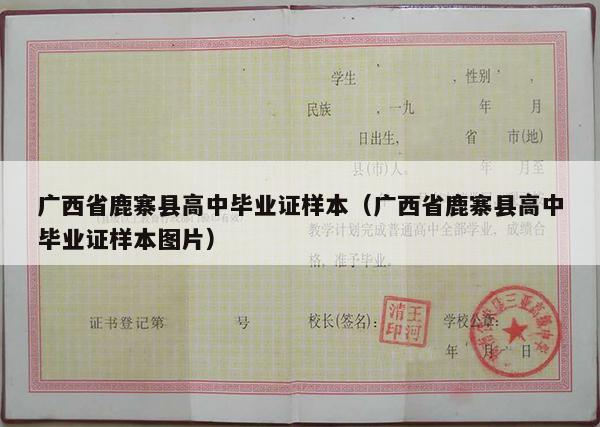 学生 ，性别 ，
民族 ，一九 年 月
日出生， 省 市(地)
县(市)人。 年 月至
广西省鹿寨县高中毕业证样本（广西省鹿寨县高中
毕业证样本图片）
教学计划完成普通高中全部学业，成绩合
格，准予毕业。
证书登记第 号
校长(签名)： 学校公章：
王河
清印
年 月 日